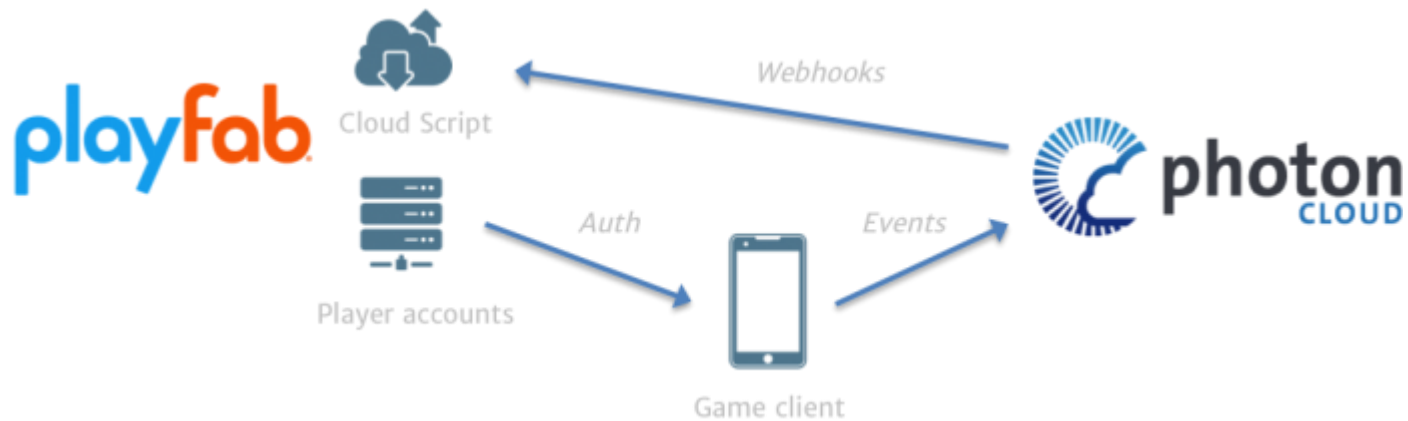 playfab
Cloud Script
Webhooks
photon
CLOUD
Auth
Events
Player accounts
Game client